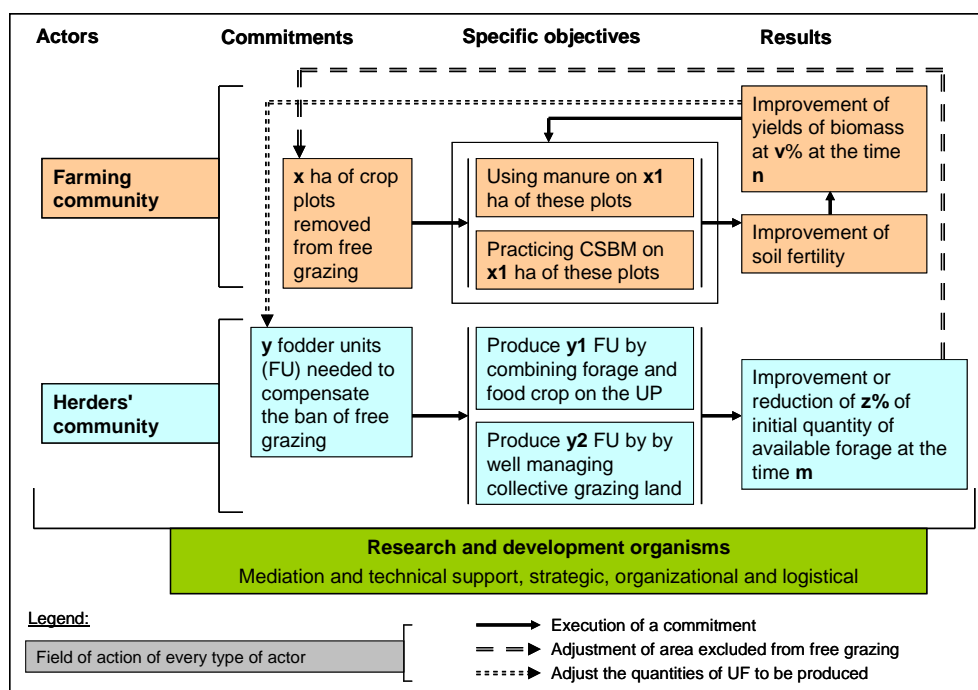 Actors
Commitments
Specific objectives
Results
Farming
community
x ha of crop
plots
removed
from free
grazing
Using manure on x1
ha of these plots
Practicing CSBM on
x1 ha of these plots
Improvement of
yields of biomass
at v% at the time
n
Improvement of
soil fertility
Herders'
community
y fodder units
(FU) needed to
compensate
the ban of free
grazing
Produce y1 FU by
combining forage and
food crop on the UP
Produce y2 FU by by
well managing
collective grazing land
Improvement or
reduction of z% of
initial quantity of
available forage at the
time m
Research and development organisms
Mediation and technical support, strategic, organizational and logistical
Legend:
Field of action of every type of actor
Execution of a commitment
Adjustment of area excluded from free grazing
Adjust the quantities of UF to be produced